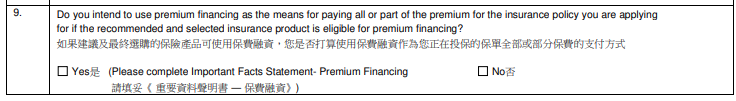 9. Do you intend to use premium financing as the means for paying all or part of the premium for the insurance policy you are applying
for if the recommended and selected insurance product is eligible for premium financing?
如果建議及最終選購的保險產品可使用保費融資，您是否打算使用保費融資作為您正在投保的保單全部或部分保費的支付方式
☐ Yes是 (Please complete Important Facts Statement- Premium Financing ☐ No否
請填妥《 重要資料聲明書 — 保費融資》)